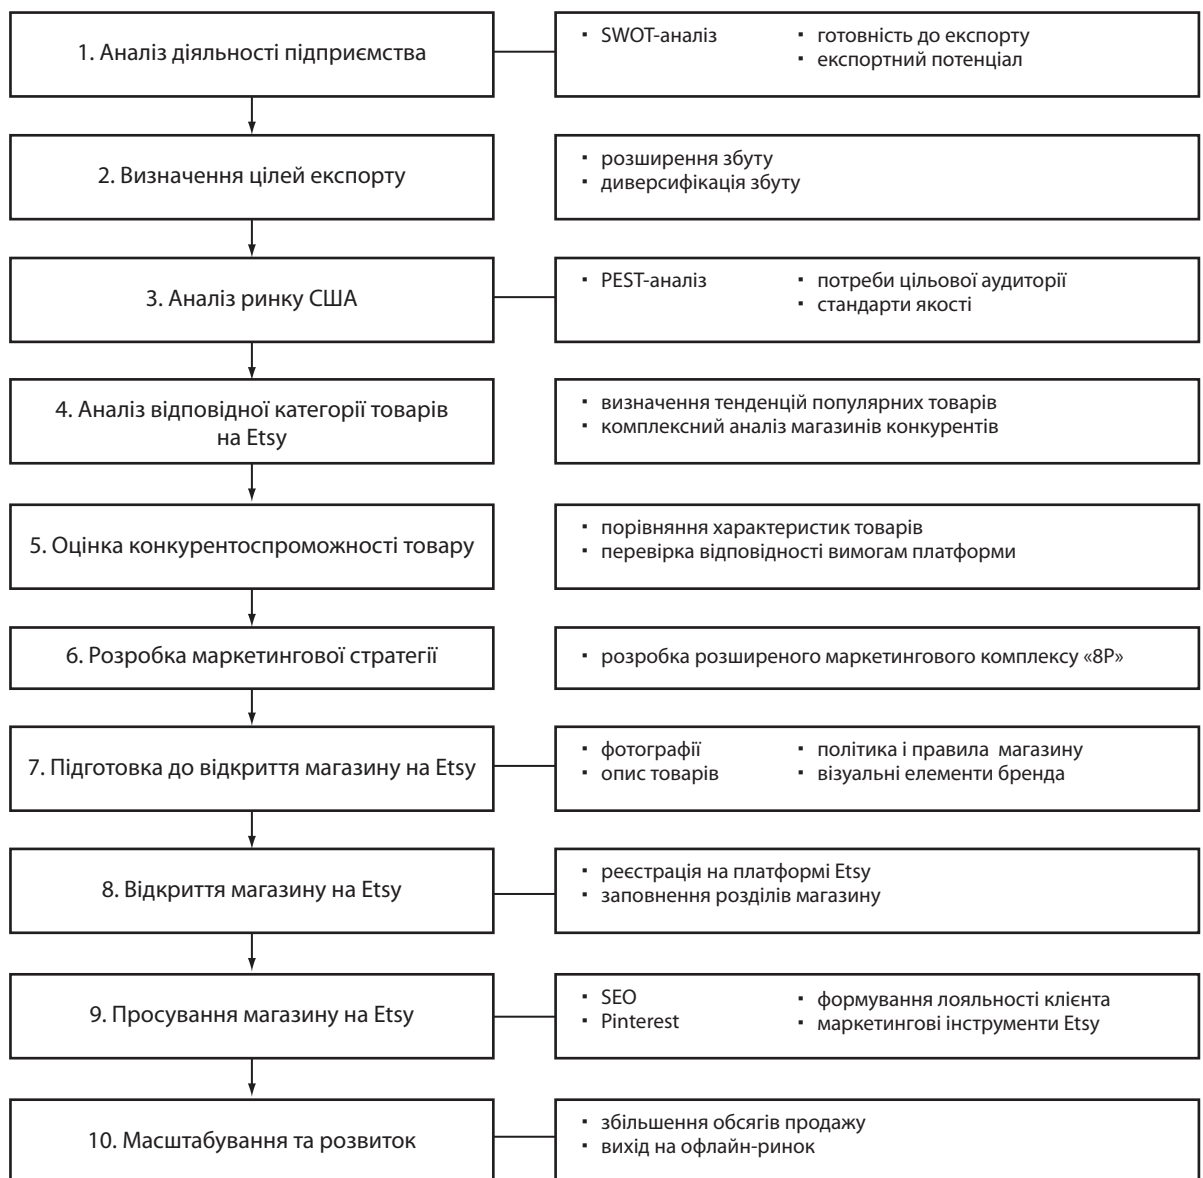 1. Аналіз діяльності підприємства
▪ SWOT-аналіз ▪ готовність до експорту
▪ експортний потенціал
2. Визначення цілей експорту
▪ розширення збуту
▪ диверсифікація збуту
3. Аналіз ринку США
▪ PEST-аналіз ▪ потреби цільової аудиторії
▪ стандарти якості
4. Аналіз відповідної категорії товарів
на Etsy
▪ визначення тенденцій популярних товарів
▪ комплексний аналіз магазинів конкурентів
5. Оцінка конкурентоспроможності товару
▪ порівняння характеристик товарів
▪ перевірка відповідності вимогам платформи
6. Розробка маркетингової стратегії
▪ розробка розширеного маркетингового комплексу «8P»
7. Підготовка до відкриття магазину на Etsy
▪ фотографії ▪ політика і правила магазину
▪ опис товарів ▪ візуальні елементи бренда
8. Відкриття магазину на Etsy
▪ реєстрація на платформі Etsy
▪ заповнення розділів магазину
9. Просування магазину на Etsy
▪ SEO ▪ формування лояльності клієнта
▪ Pinterest ▪ маркетингові інструменти Etsy
10. Масштабування та розвиток
▪ збільшення обсягів продажу
▪ вихід на офлайн-ринок